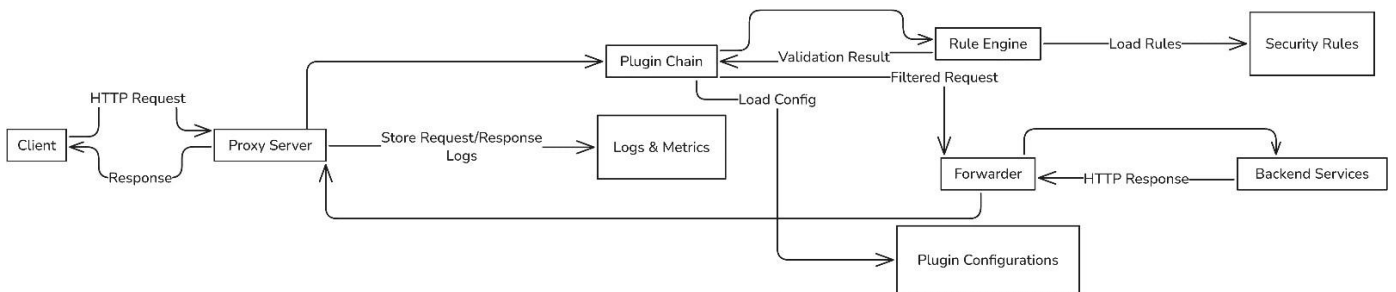 Rule Engine
Load Rules
Security Rules
Plugin Chain
Validation Result
Filtered Request
HTTP Request
Load Config
Client
Proxy Server
Store Request/Response
Logs
Logs & Metrics
Response
Forwarder
HTTP Response
Backend Services
Plugin Configurations